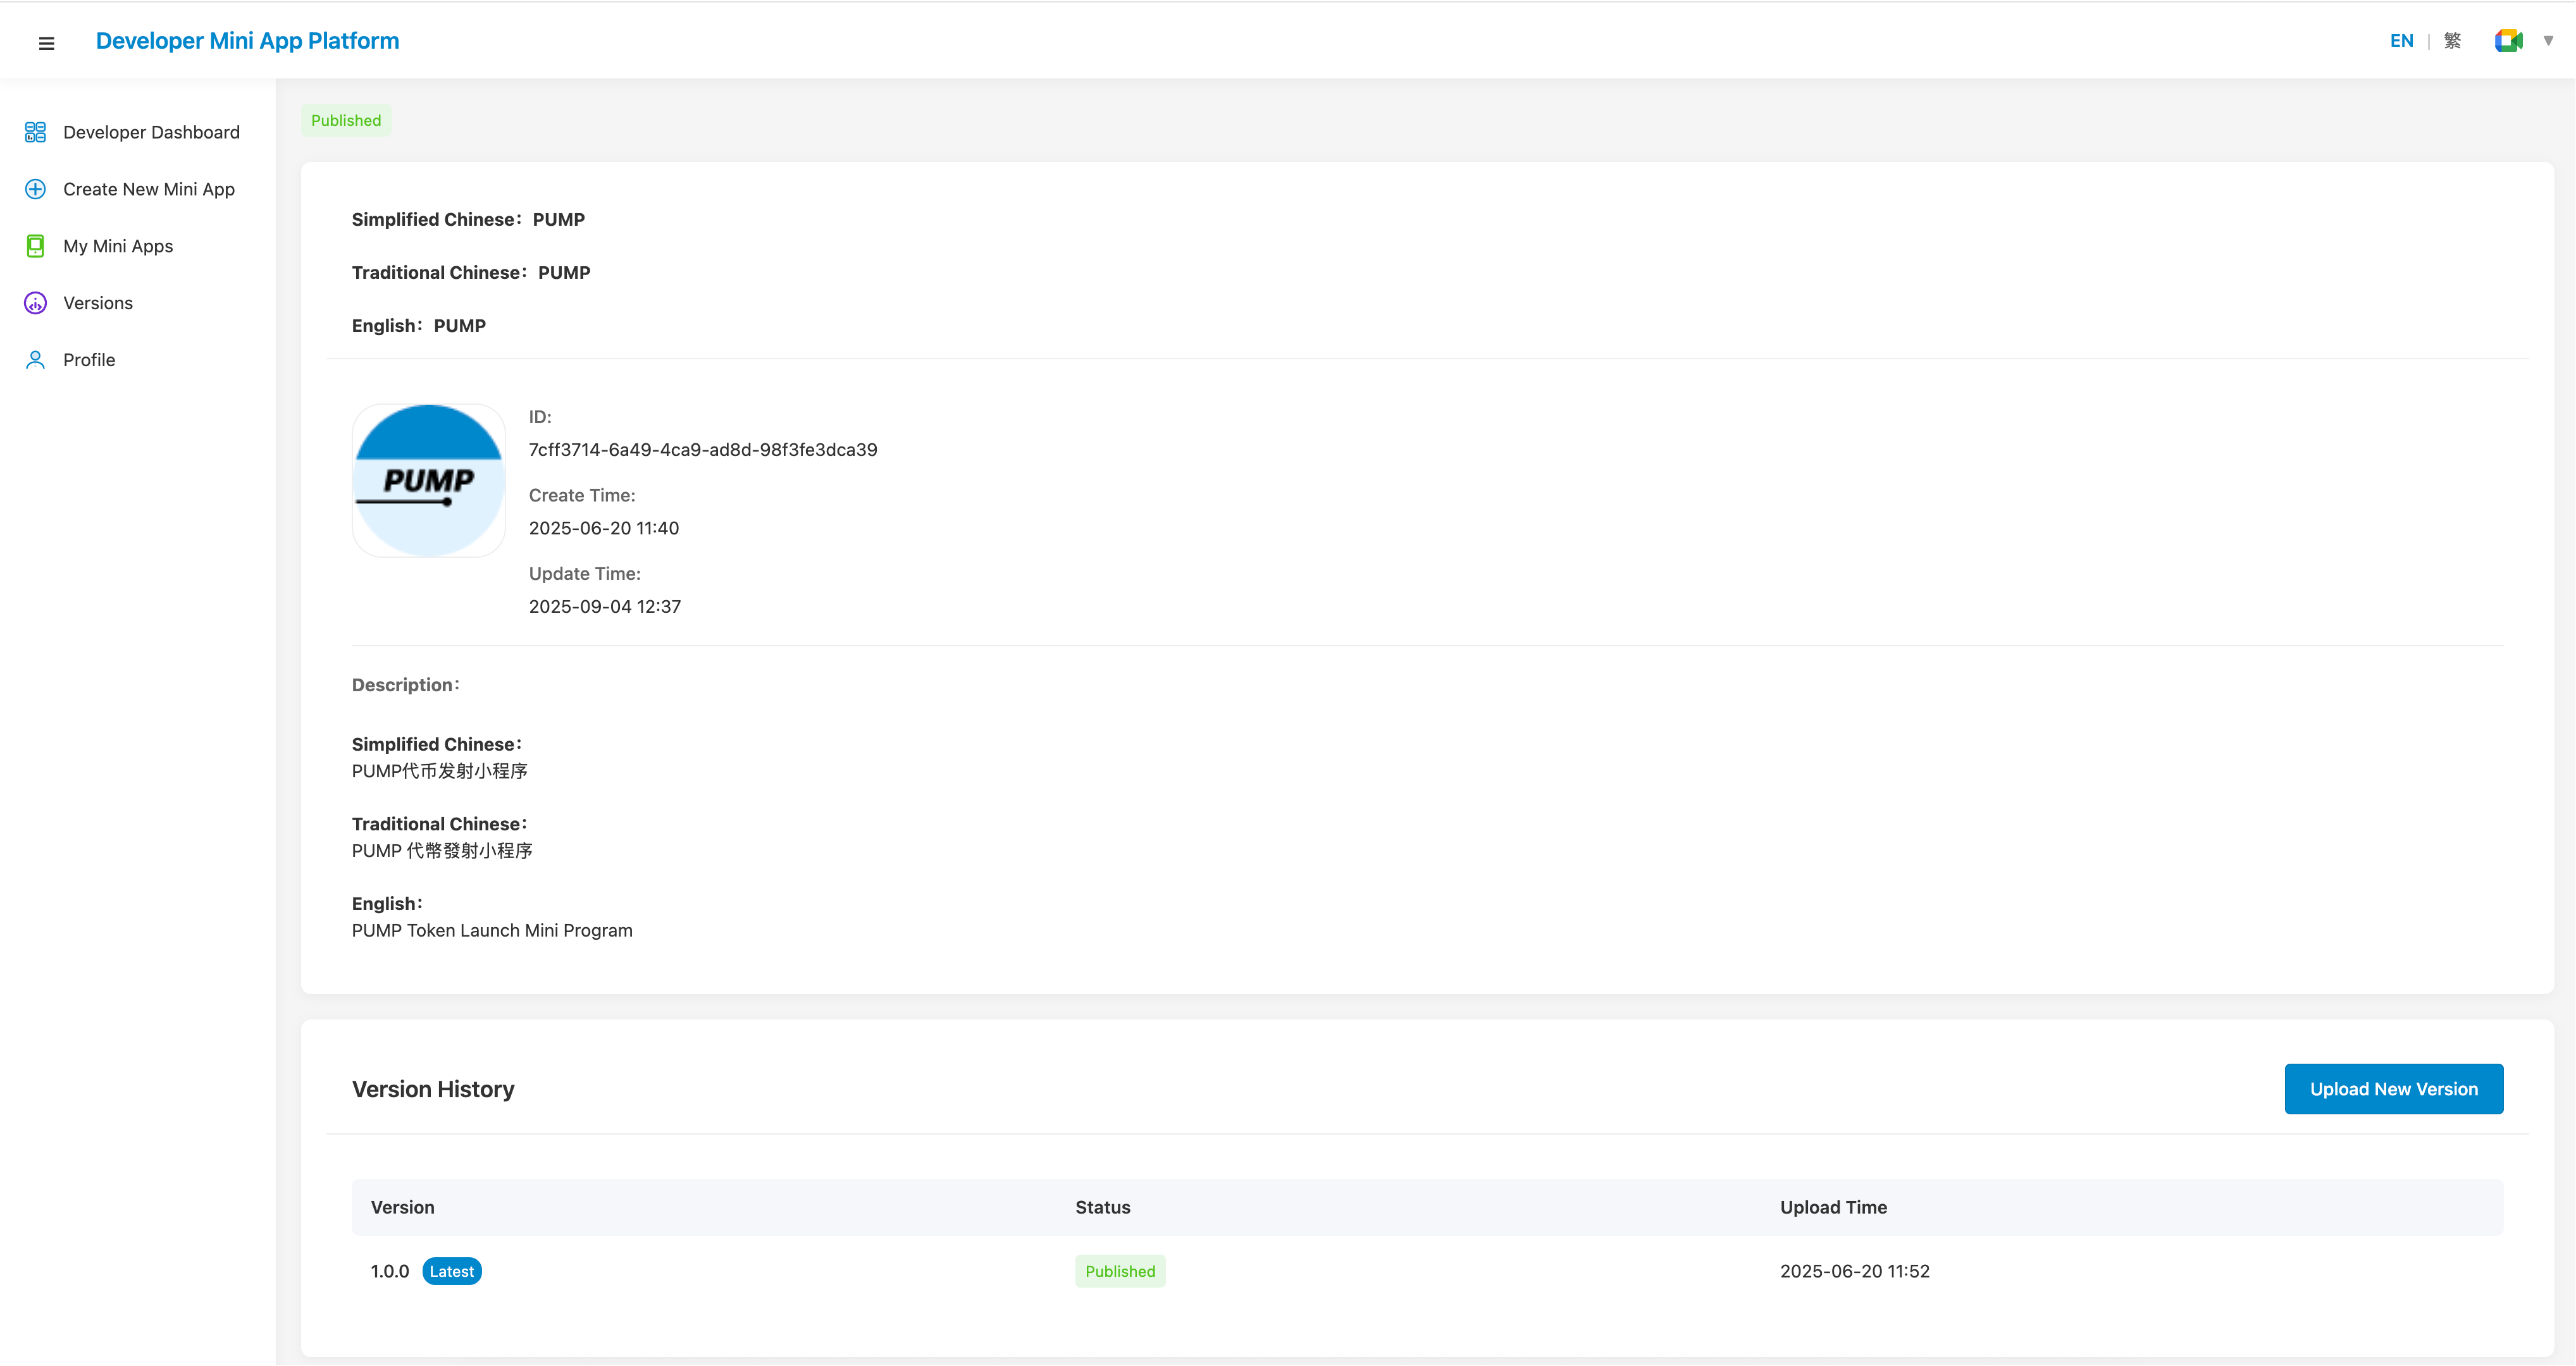 Developer Mini App Platform
EN | 繁
Developer Dashboard
Create New Mini App
My Mini Apps
Versions
Profile
Published
Simplified Chinese：PUMP
Traditional Chinese：PUMP
English：PUMP
PUMP
ID:
7cff3714-6a49-4ca9-ad8d-98f3fe3dca39
Create Time:
2025-06-20 11:40
Update Time:
2025-09-04 12:37
Description：
Simplified Chinese：
PUMP代币发射小程序
Traditional Chinese：
PUMP 代幣發射小程序
English：
PUMP Token Launch Mini Program
Version History
Upload New Version
Version Status Upload Time
1.0.0 Latest Published 2025-06-20 11:52